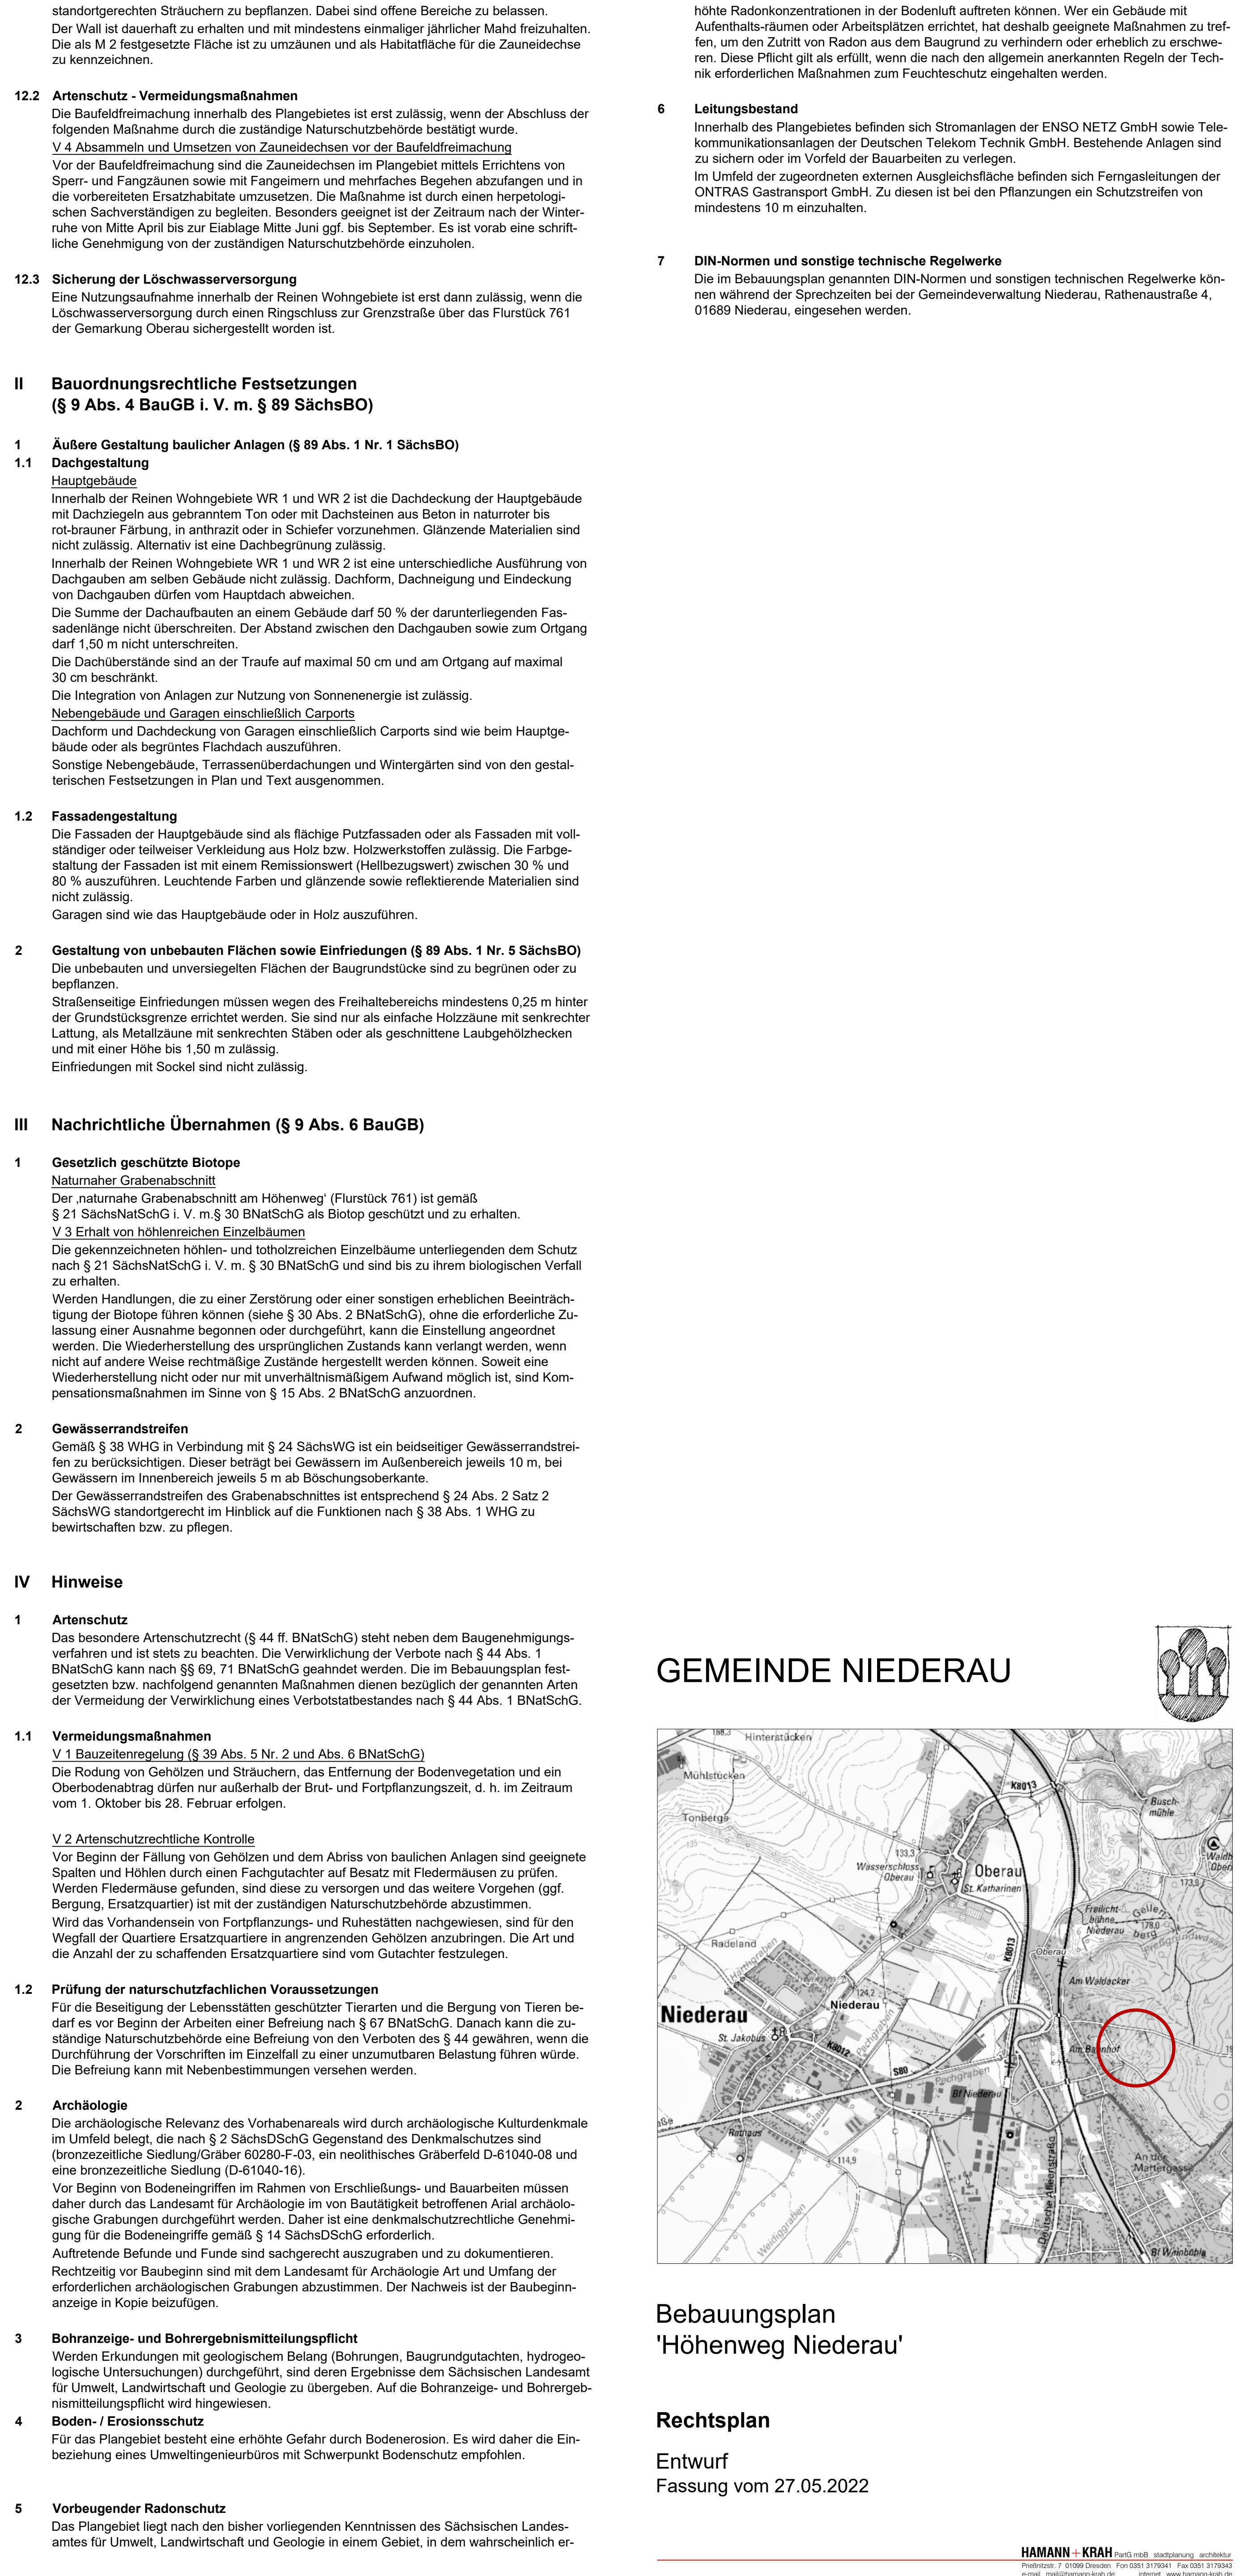 standortgerechten Sträuchern zu bepflanzen. Dabei sind offene Bereiche zu belassen.
Der Wall ist dauerhaft zu erhalten und mit mindestens einmaliger jährlicher Mahd freizuhalten.
Die als M 2 festgesetzte Fläche ist zu umzäunen und als Habitatfläche für die Zauneidechse
zu kennzeichnen.
12.2 Artenschutz - Vermeidungsmaßnahmen
Die Baufeldfreimachung innerhalb des Plangebietes ist erst zulässig, wenn der Abschluss der
folgenden Maßnahme durch die zuständige Naturschutzbehörde bestätigt wurde.
V 4 Absammeln und Umsetzen von Zauneidechsen vor der Baufeldfreimachung
Vor der Baufeldfreimachung sind die Zauneidechsen im Plangebiet mittels Errichtens von
Sperr- und Fangzäunen sowie mit Fangeimern und mehrfaches Begehen abzufangen und in
die vorbereiteten Ersatzhabitate umzusetzen. Die Maßnahme ist durch einen herpetologi-
schen Sachverständigen zu begleiten. Besonders geeignet ist der Zeitraum nach der Winter-
ruhe von Mitte April bis zur Eiablage Mitte Juni ggf. bis September. Es ist vorab eine schrift-
liche Genehmigung von der zuständigen Naturschutzbehörde einzuholen.
12.3 Sicherung der Löschwasserversorgung
Eine Nutzungsaufnahme innerhalb der Reinen Wohngebiete ist erst dann zulässig, wenn die
Löschwasserversorgung durch einen Ringschluss zur Grenzstraße über das Flurstück 761
der Gemarkung Oberau sichergestellt worden ist.
II Bauordnungsrechtliche Festsetzungen
(§ 9 Abs. 4 BauGB i. V. m. § 89 SächsBO)
1 Äußere Gestaltung baulicher Anlagen (§ 89 Abs. 1 Nr. 1 SächsBO)
1.1 Dachgestaltung
Hauptgebäude
Innerhalb der Reinen Wohngebiete WR 1 und WR 2 ist die Dachdeckung der Hauptgebäude
mit Dachziegeln aus gebranntem Ton oder mit Dachsteinen aus Beton in naturroter bis
rot-brauner Färbung, in anthrazit oder in Schiefer vorzunehmen. Glänzende Materialien sind
nicht zulässig. Alternativ ist eine Dachbegrünung zulässig.
Innerhalb der Reinen Wohngebiete WR 1 und WR 2 ist eine unterschiedliche Ausführung von
Dachgauben am selben Gebäude nicht zulässig. Dachform, Dachneigung und Eindeckung
von Dachgauben dürfen vom Hauptdach abweichen.
Die Summe der Dachaufbauten an einem Gebäude darf 50 % der darunterliegenden Fas-
sadenlänge nicht überschreiten. Der Abstand zwischen den Dachgauben sowie zum Ortgang
darf 1,50 m nicht unterschreiten.
Die Dachüberstände sind an der Traufe auf maximal 50 cm und am Ortgang auf maximal
30 cm beschränkt.
Die Integration von Anlagen zur Nutzung von Sonnenenergie ist zulässig.
Nebengebäude und Garagen einschließlich Carports
Dachform und Dachdeckung von Garagen einschließlich Carports sind wie beim Hauptge-
bäude oder als begrüntes Flachdach auszuführen.
Sonstige Nebengebäude, Terrassenüberdachungen und Wintergärten sind von den gestal-
terischen Festsetzungen in Plan und Text ausgenommen.
1.2 Fassadengestaltung
Die Fassaden der Hauptgebäude sind als flächige Putzfassaden oder als Fassaden mit voll-
ständiger oder teilweiser Verkleidung aus Holz bzw. Holzwerkstoffen zulässig. Die Farbge-
staltung der Fassaden ist mit einem Remissionswert (Hellbezugswert) zwischen 30 % und
80 % auszuführen. Leuchtende Farben und glänzende sowie reflektierende Materialien sind
nicht zulässig.
Garagen sind wie das Hauptgebäude oder in Holz auszuführen.
2 Gestaltung von unbebauten Flächen sowie Einfriedungen (§ 89 Abs. 1 Nr. 5 SächsBO)
Die unbebauten und unversiegelten Flächen der Baugrundstücke sind zu begrünen oder zu
bepflanzen.
Straßenseitige Einfriedungen müssen wegen des Freihaltebereichs mindestens 0,25 m hinter
der Grundstücksgrenze errichtet werden. Sie sind nur als einfache Holzzäune mit senkrechter
Lattung, als Metallzäune mit senkrechten Stäben oder als geschnittene Laubgehölzhecken
und mit einer Höhe bis 1,50 m zulässig.
Einfriedungen mit Sockel sind nicht zulässig.
III Nachrichtliche Übernahmen (§ 9 Abs. 6 BauGB)
1 Gesetzlich geschützte Biotope
Naturnaher Grabenabschnitt
Der ‚naturnahe Grabenabschnitt am Höhenweg‘ (Flurstück 761) ist gemäß
§ 21 SächsNatSchG i. V. m.§ 30 BNatSchG als Biotop geschützt und zu erhalten.
V 3 Erhalt von höhlenreichen Einzelbäumen
Die gekennzeichneten höhlen- und totholzreichen Einzelbäume unterliegenden dem Schutz
nach § 21 SächsNatSchG i. V. m. § 30 BNatSchG und sind bis zu ihrem biologischen Verfall
zu erhalten.
Werden Handlungen, die zu einer Zerstörung oder einer sonstigen erheblichen Beeinträch-
tigung der Biotope führen können (siehe § 30 Abs. 2 BNatSchG), ohne die erforderliche Zu-
lassung einer Ausnahme begonnen oder durchgeführt, kann die Einstellung angeordnet
werden. Die Wiederherstellung des ursprünglichen Zustands kann verlangt werden, wenn
nicht auf andere Weise rechtmäßige Zustände hergestellt werden können. Soweit eine
Wiederherstellung nicht oder nur mit unverhältnismäßigem Aufwand möglich ist, sind Kom-
pensationsmaßnahmen im Sinne von § 15 Abs. 2 BNatSchG anzuordnen.
2 Gewässerrandstreifen
Gemäß § 38 WHG in Verbindung mit § 24 SächsWG ist ein beidseitiger Gewässerrandstrei-
fen zu berücksichtigen. Dieser beträgt bei Gewässern im Außenbereich jeweils 10 m, bei
Gewässern im Innenbereich jeweils 5 m ab Böschungsoberkante.
Der Gewässerrandstreifen des Grabenabschnittes ist entsprechend § 24 Abs. 2 Satz 2
SächsWG standortgerecht im Hinblick auf die Funktionen nach § 38 Abs. 1 WHG zu
bewirtschaften bzw. zu pflegen.
IV Hinweise
1 Artenschutz
Das besondere Artenschutzrecht (§ 44 ff. BNatSchG) steht neben dem Baugenehmigungs-
verfahren und ist stets zu beachten. Die Verwirklichung der Verbote nach § 44 Abs. 1
BNatSchG kann nach §§ 69, 71 BNatSchG geahndet werden. Die im Bebauungsplan fest-
gesetzten bzw. nachfolgend genannten Maßnahmen dienen bezüglich der genannten Arten
der Vermeidung der Verwirklichung eines Verbotstatbestandes nach § 44 Abs. 1 BNatSchG.
1.1 Vermeidungsmaßnahmen
V 1 Bauzeitenregelung (§ 39 Abs. 5 Nr. 2 und Abs. 6 BNatSchG)
Die Rodung von Gehölzen und Sträuchern, das Entfernung der Bodenvegetation und ein
Oberbodenabtrag dürfen nur außerhalb der Brut- und Fortpflanzungszeit, d. h. im Zeitraum
vom 1. Oktober bis 28. Februar erfolgen.
V 2 Artenschutzrechtliche Kontrolle
Vor Beginn der Fällung von Gehölzen und dem Abriss von baulichen Anlagen sind geeignete
Spalten und Höhlen durch einen Fachgutachter auf Besatz mit Fledermäusen zu prüfen.
Werden Fledermäuse gefunden, sind diese zu versorgen und das weitere Vorgehen (ggf.
Bergung, Ersatzquartier) ist mit der zuständigen Naturschutzbehörde abzustimmen.
Wird das Vorhandensein von Fortpflanzungs- und Ruhestätten nachgewiesen, sind für den
Wegfall der Quartiere Ersatzquartiere in angrenzenden Gehölzen anzubringen. Die Art und
die Anzahl der zu schaffenden Ersatzquartiere sind vom Gutachter festzulegen.
1.2 Prüfung der naturschutzfachlichen Voraussetzungen
Für die Beseitigung der Lebensstätten geschützter Tierarten und die Bergung von Tieren be-
darf es vor Beginn der Arbeiten einer Befreiung nach § 67 BNatSchG. Danach kann die zu-
ständige Naturschutzbehörde eine Befreiung von den Verboten des § 44 gewähren, wenn die
Durchführung der Vorschriften im Einzelfall zu einer unzumutbaren Belastung führen würde.
Die Befreiung kann mit Nebenbestimmungen versehen werden.
2 Archäologie
Die archäologische Relevanz des Vorhabenareals wird durch archäologische Kulturdenkmale
im Umfeld belegt, die nach § 2 SächsDSchG Gegenstand des Denkmalschutzes sind
(bronzezeitliche Siedlung/Gräber 60280-F-03, ein neolithisches Gräberfeld D-61040-08 und
eine bronzezeitliche Siedlung (D-61040-16).
Vor Beginn von Bodeneingriffen im Rahmen von Erschließungs- und Bauarbeiten müssen
daher durch das Landesamt für Archäologie im von Bautätigkeit betroffenen Arial archäolo-
gische Grabungen durchgeführt werden. Daher ist eine denkmalschutzrechtliche Genehmi-
gung für die Bodeneingriffe gemäß § 14 SächsDSchG erforderlich.
Auftretende Befunde und Funde sind sachgerecht auszugraben und zu dokumentieren.
Rechtzeitig vor Baubeginn sind mit dem Landesamt für Archäologie Art und Umfang der
erforderlichen archäologischen Grabungen abzustimmen. Der Nachweis ist der Baubeginn-
anzeige in Kopie beizufügen.
3 Bohranzeige- und Bohrergebnismitteilungspflicht
Werden Erkundungen mit geologischem Belang (Bohrungen, Baugrundgutachten, hydrogeo-
logische Untersuchungen) durchgeführt, sind deren Ergebnisse dem Sächsischen Landesamt
für Umwelt, Landwirtschaft und Geologie zu übergeben. Auf die Bohranzeige- und Bohrergeb-
nismitteilungspflicht wird hingewiesen.
4 Boden- / Erosionsschutz
Für das Plangebiet besteht eine erhöhte Gefahr durch Bodenerosion. Es wird daher die Ein-
beziehung eines Umweltingenieurbüros mit Schwerpunkt Bodenschutz empfohlen.
5 Vorbeugender Radonschutz
Das Plangebiet liegt nach den bisher vorliegenden Kenntnissen des Sächsischen Landes-
amtes für Umwelt, Landwirtschaft und Geologie in einem Gebiet, in dem wahrscheinlich er-
höhte Radonkonzentrationen in der Bodenluft auftreten können. Wer ein Gebäude mit
Aufenthalts-räumen oder Arbeitsplätzen errichtet, hat deshalb geeignete Maßnahmen zu tref-
fen, um den Zutritt von Radon aus dem Baugrund zu verhindern oder erheblich zu erschwe-
ren. Diese Pflicht gilt als erfüllt, wenn die nach den allgemein anerkannten Regeln der Tech-
nik erforderlichen Maßnahmen zum Feuchteschutz eingehalten werden.
6 Leitungsbestand
Innerhalb des Plangebietes befinden sich Stromanlagen der ENSO NETZ GmbH sowie Tele-
kommunikationsanlagen der Deutschen Telekom Technik GmbH. Bestehende Anlagen sind
zu sichern oder im Vorfeld der Bauarbeiten zu verlegen.
Im Umfeld der zugeordneten externen Ausgleichsfläche befinden sich Ferngasleitungen der
ONTRAS Gastransport GmbH. Zu diesen ist bei den Pflanzungen ein Schutzstreifen von
mindestens 10 m einzuhalten.
7 DIN-Normen und sonstige technische Regelwerke
Die im Bebauungsplan genannten DIN-Normen und sonstigen technischen Regelwerke kön-
nen während der Sprechzeiten bei der Gemeindeverwaltung Niederau, Rathenaustraße 4,
01689 Niederau, eingesehen werden.
GEMEINDE NIEDERAU
168,3
Hinterstücken
Mühlstücken
K8013
Busch-
mühle
Tonberge
135
133,3
Wasserschloss
Oberau
Oberau
St. Katharinen
Waldb
Ober
173,9
Freilicht-
bühne
Niederau
Gellen-
berg
178,0
Preßgrundwasser
Radeland
Härthgraben
K8013
Oberau
Am Waldacker
124,2
Niederau
Niederau
St. Jakobus
Pachgraben
K8012
S80
Am Bahnhof
Pachgraben
Bf Niederau
aße
Rathaus
114,9
Weidiggraben
Deutsche Alleenstraße
An der
Mattergasse
Bf Weinböhla
Bebauungsplan
'Höhenweg Niederau'
Rechtsplan
Entwurf
Fassung vom 27.05.2022
HAMANN+KRAH PartG mbB stadtplanung architektur
Prießnitzstr. 7 01099 Dresden Fon 0351 3179341 Fax 0351 3179343
e-mail mail@hamann-krah.de internet www.hamann-krah.de